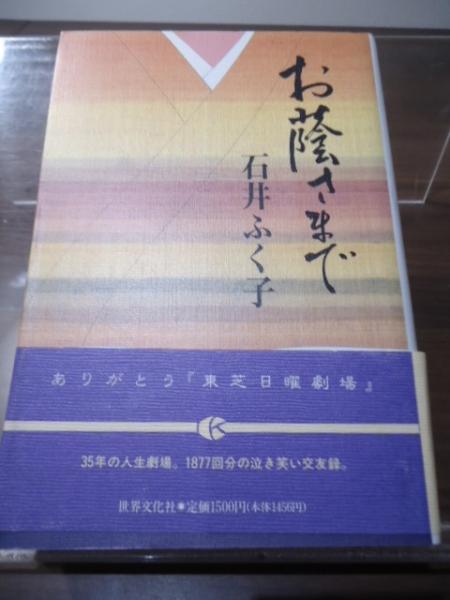 お蔭さまで
石井ふく子
ありがとう『東芝日曜劇場』
35年の人生劇場。1877回分の泣き笑い交友録。
世界文化社●定価1500円(本体1456円)